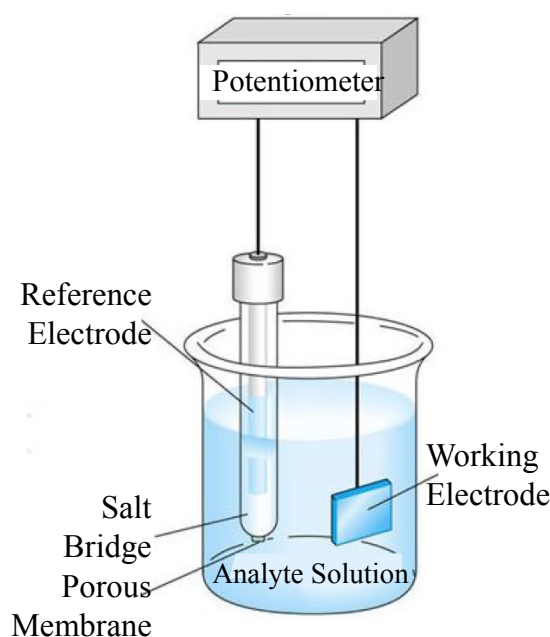 Potentiometer
Reference
Electrode
Working
Electrode
Salt
Bridge
Porous
Membrane
Analyte Solution